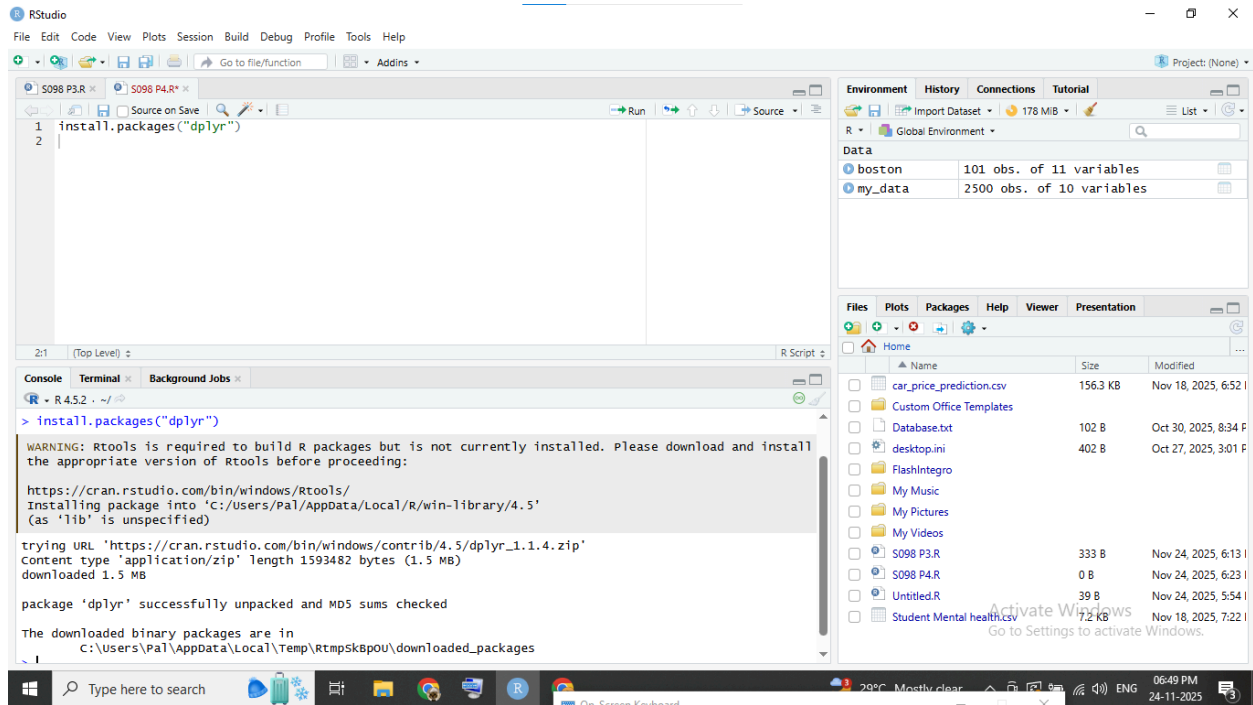 RStudio
File Edit Code View Plots Session Build Debug Profile Tools Help
Go to file/function Addins Project: (None)
S098 P3.R S098 P4.R*
Source on Save Run Source
1 install.packages("dplyr")
2
2:1 (Top Level) R Script
Console Terminal Background Jobs
R 4.5.2 · ~/
> install.packages("dplyr")
WARNING: Rtools is required to build R packages but is not currently installed. Please download and install
the appropriate version of Rtools before proceeding:
https://cran.rstudio.com/bin/windows/Rtools/
Installing package into ‘C:/Users/Pal/AppData/Local/R/win-library/4.5’
(as ‘lib’ is unspecified)
trying URL 'https://cran.rstudio.com/bin/windows/contrib/4.5/dplyr_1.1.4.zip'
Content type 'application/zip' length 1593482 bytes (1.5 MB)
downloaded 1.5 MB
package ‘dplyr’ successfully unpacked and MD5 sums checked
The downloaded binary packages are in
C:\Users\Pal\AppData\Local\Temp\RtmpSkBpOU\downloaded_packages
>
Environment History Connections Tutorial
Import Dataset 178 MiB List
R Global Environment
Data
boston 101 obs. of 11 variables
my_data 2500 obs. of 10 variables
Files Plots Packages Help Viewer Presentation
Home ...
Name Size Modified
car_price_prediction.csv 156.3 KB Nov 18, 2025, 6:52
Custom Office Templates
Database.txt 102 B Oct 30, 2025, 8:34 P
desktop.ini 402 B Oct 27, 2025, 3:01 P
FlashIntegro
My Music
My Pictures
My Videos
S098 P3.R 333 B Nov 24, 2025, 6:13
S098 P4.R 0 B Nov 24, 2025, 6:23
Untitled.R 39 B Nov 24, 2025, 5:54
Student Mental health.csv 7.2 KB Nov 18, 2025, 7:22
Activate Windows
Go to Settings to activate Windows.
Type here to search
3 29°C Mostly clear ENG
06:49 PM
24-11-2025
3
On-Screen Keyboard